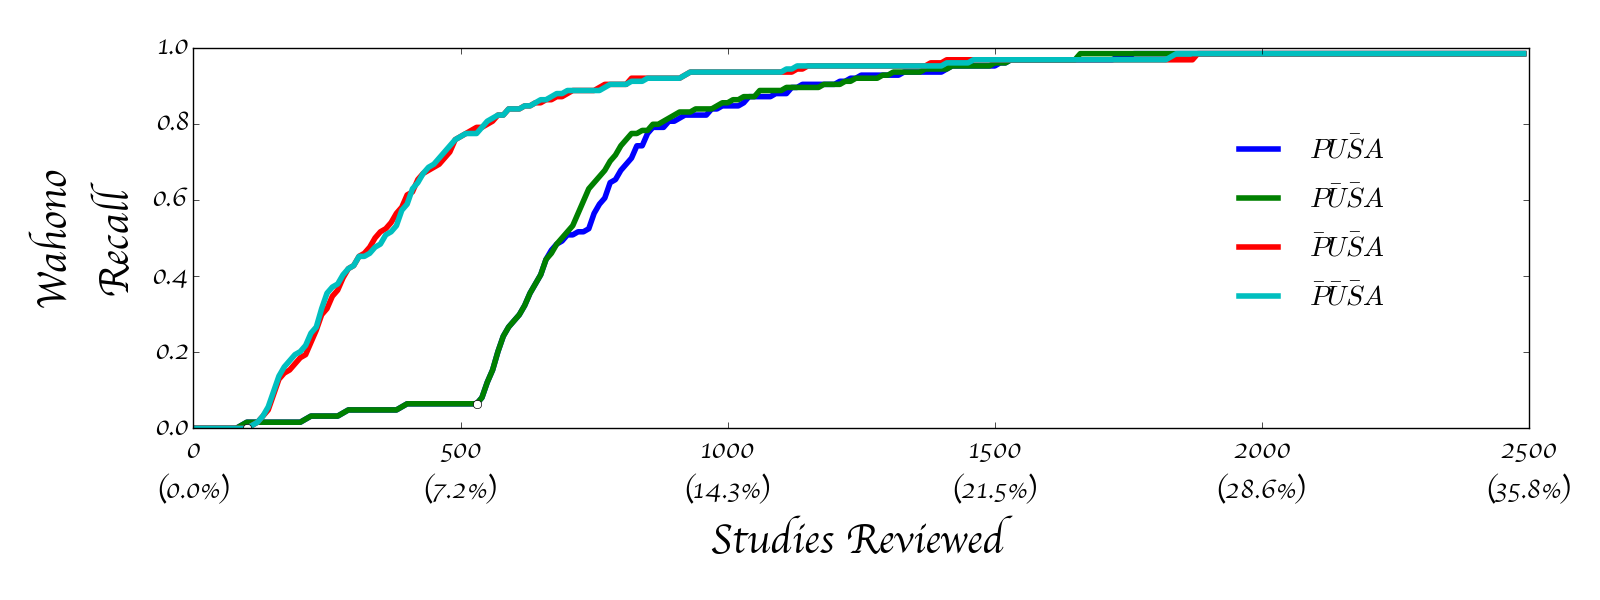 Wahono
Recall
1.0
0.8
0.6
0.4
0.2
0.0
0 500 1000 1500 2000 2500
(0.0%) (7.2%) (14.3%) (21.5%) (28.6%) (35.8%)
Studies Reviewed
PUS̄A
PŪS̄A
P̄US̄A
P̄ŪS̄A